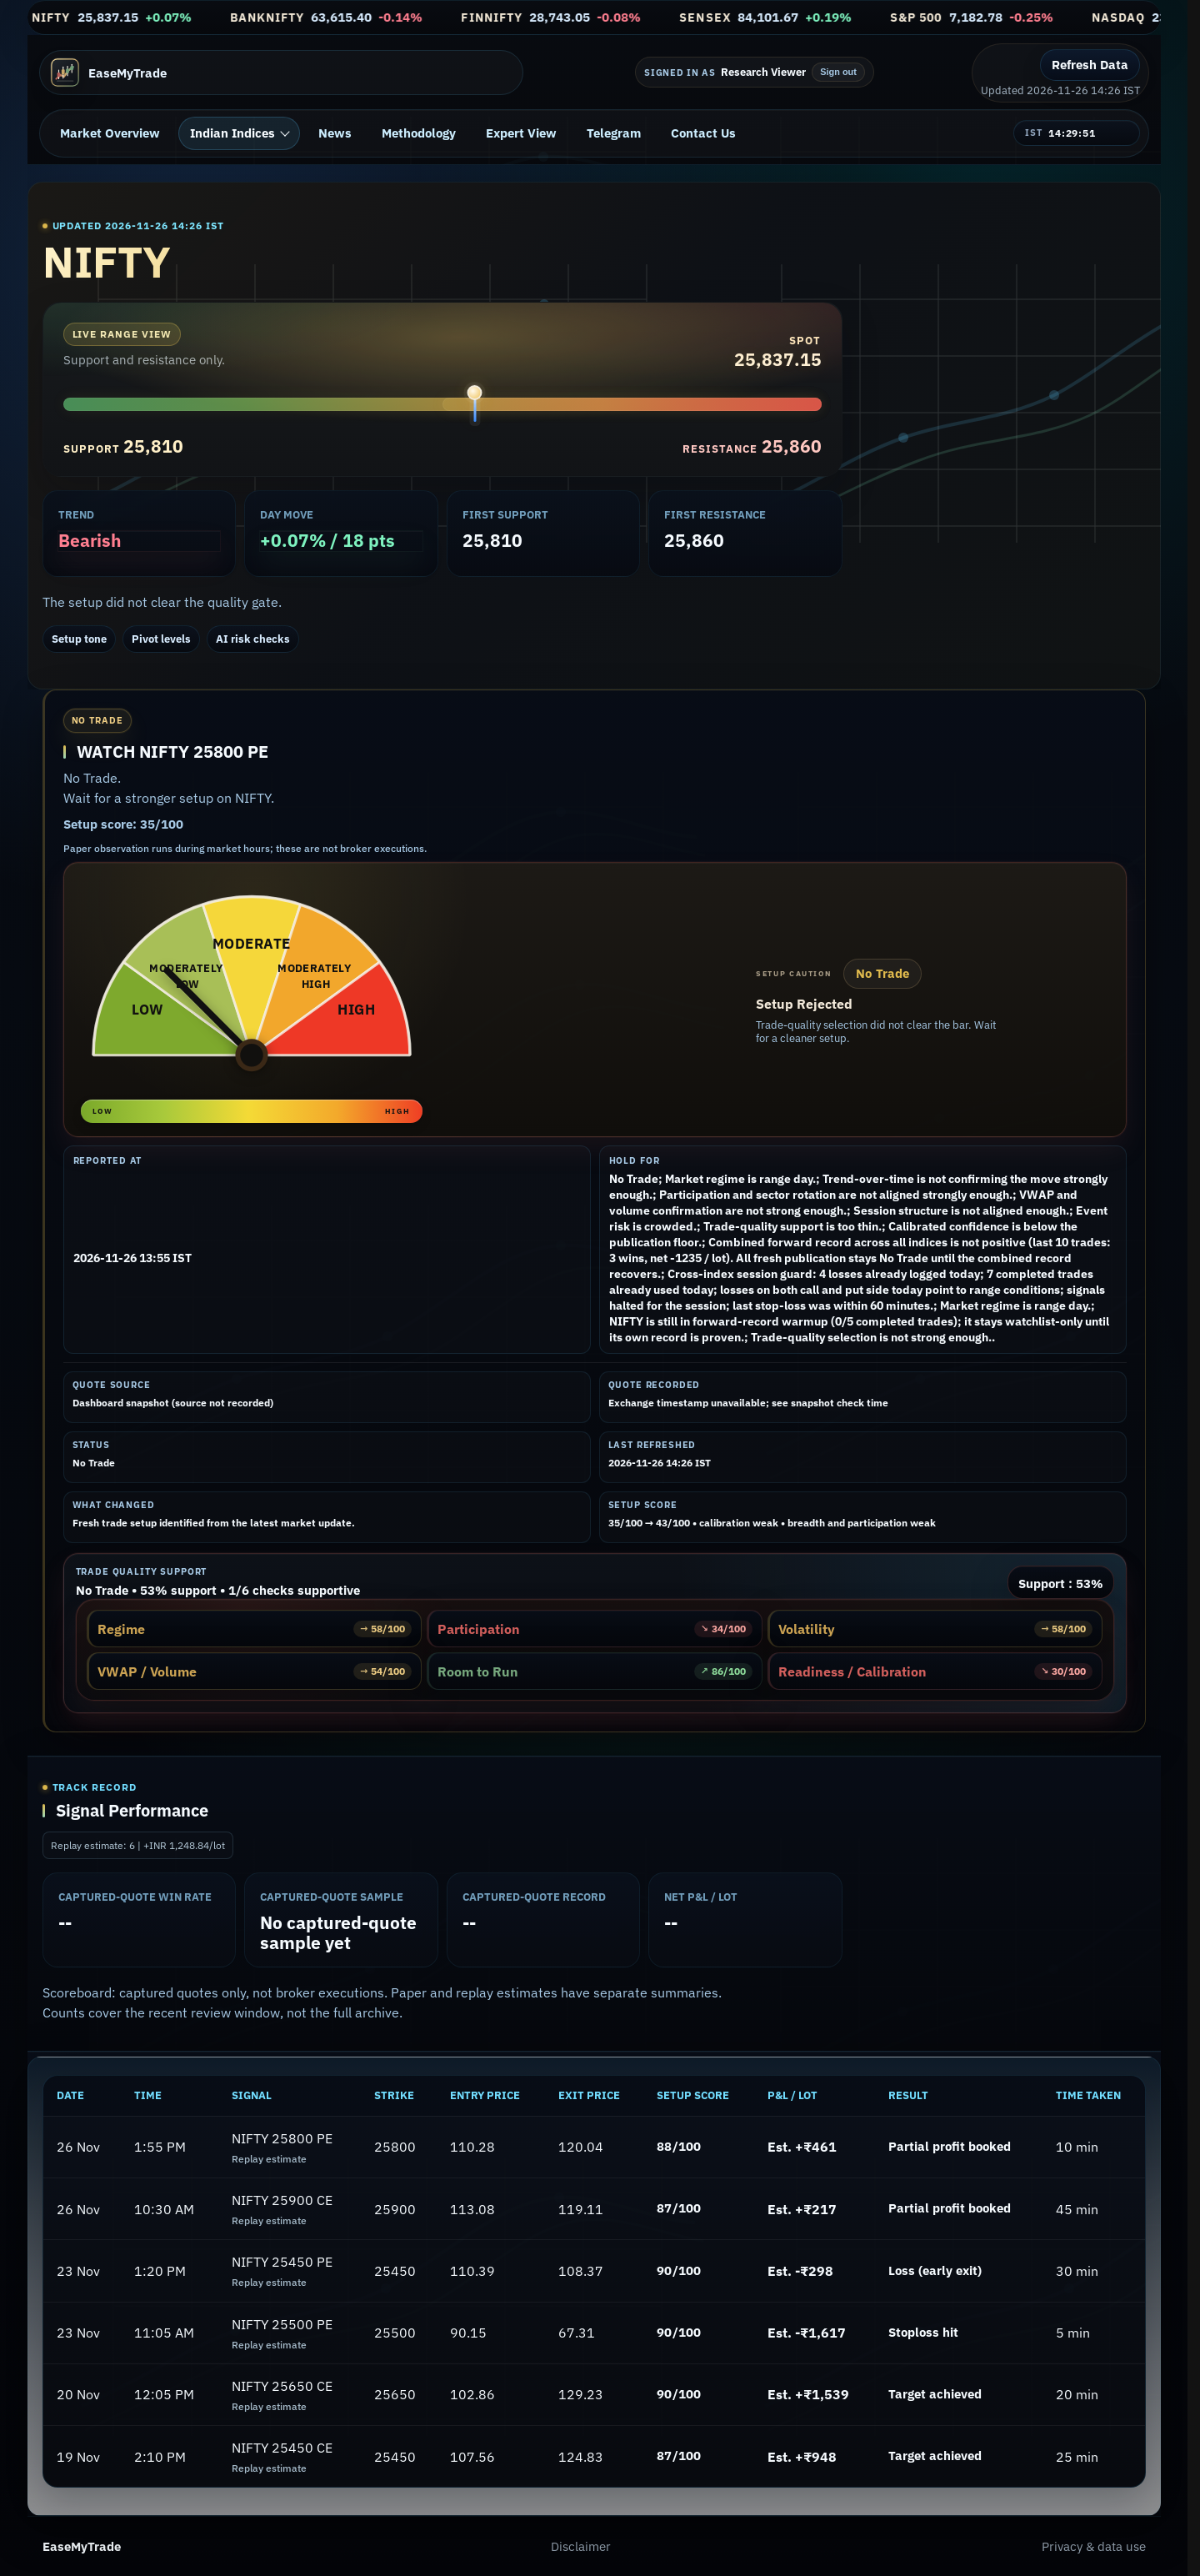 NIFTY 25,837.15 +0.07% BANKNIFTY 63,615.40 -0.14% FINNIFTY 28,743.05 -0.08% SENSEX 84,101.67 +0.19% S&P 500 7,182.78 -0.25% NASDAQ
EaseMyTrade
SIGNED IN AS Research Viewer Sign out
Refresh Data
Updated 2026-11-26 14:26 IST
Market Overview Indian Indices News Methodology Expert View Telegram Contact Us IST 14:29:51
UPDATED 2026-11-26 14:26 IST
NIFTY
LIVE RANGE VIEW
Support and resistance only.
SPOT
25,837.15
SUPPORT 25,810 RESISTANCE 25,860
TREND
Bearish
DAY MOVE
+0.07% / 18 pts
FIRST SUPPORT
25,810
FIRST RESISTANCE
25,860
The setup did not clear the quality gate.
Setup tone Pivot levels AI risk checks
NO TRADE
WATCH NIFTY 25800 PE
No Trade.
Wait for a stronger setup on NIFTY.
Setup score: 35/100
Paper observation runs during market hours; these are not broker executions.
MODERATE
MODERATELY
LOW
MODERATELY
HIGH
LOW
HIGH
LOW HIGH
SETUP CAUTION No Trade
Setup Rejected
Trade-quality selection did not clear the bar. Wait
for a cleaner setup.
REPORTED AT
2026-11-26 13:55 IST
HOLD FOR
No Trade; Market regime is range day.; Trend-over-time is not confirming the move strongly
enough.; Participation and sector rotation are not aligned strongly enough.; VWAP and
volume confirmation are not strong enough.; Session structure is not aligned enough.; Event
risk is crowded.; Trade-quality support is too thin.; Calibrated confidence is below the
publication floor.; Combined forward record across all indices is not positive (last 10 trades:
3 wins, net -1235 / lot). All fresh publication stays No Trade until the combined record
recovers.; Cross-index session guard: 4 losses already logged today; 7 completed trades
already used today; losses on both call and put side today point to range conditions; signals
halted for the session; last stop-loss was within 60 minutes.; Market regime is range day.;
NIFTY is still in forward-record warmup (0/5 completed trades); it stays watchlist-only until
its own record is proven.; Trade-quality selection is not strong enough..
QUOTE SOURCE
Dashboard snapshot (source not recorded)
QUOTE RECORDED
Exchange timestamp unavailable; see snapshot check time
STATUS
No Trade
LAST REFRESHED
2026-11-26 14:26 IST
WHAT CHANGED
Fresh trade setup identified from the latest market update.
SETUP SCORE
35/100 → 43/100 • calibration weak • breadth and participation weak
TRADE QUALITY SUPPORT
No Trade • 53% support • 1/6 checks supportive
Support : 53%
Regime → 58/100 Participation ↘ 34/100 Volatility → 58/100
VWAP / Volume → 54/100 Room to Run ↗ 86/100 Readiness / Calibration ↘ 30/100
TRACK RECORD
Signal Performance
Replay estimate: 6 | +INR 1,248.84/lot
CAPTURED-QUOTE WIN RATE
--
CAPTURED-QUOTE SAMPLE
No captured-quote
sample yet
CAPTURED-QUOTE RECORD
--
NET P&L / LOT
--
Scoreboard: captured quotes only, not broker executions. Paper and replay estimates have separate summaries.
Counts cover the recent review window, not the full archive.
DATE TIME SIGNAL STRIKE ENTRY PRICE EXIT PRICE SETUP SCORE P&L / LOT RESULT TIME TAKEN
26 Nov 1:55 PM NIFTY 25800 PE 25800 110.28 120.04 88/100 Est. +₹461 Partial profit booked 10 min
Replay estimate
26 Nov 10:30 AM NIFTY 25900 CE 25900 113.08 119.11 87/100 Est. +₹217 Partial profit booked 45 min
Replay estimate
23 Nov 1:20 PM NIFTY 25450 PE 25450 110.39 108.37 90/100 Est. -₹298 Loss (early exit) 30 min
Replay estimate
23 Nov 11:05 AM NIFTY 25500 PE 25500 90.15 67.31 90/100 Est. -₹1,617 Stoploss hit 5 min
Replay estimate
20 Nov 12:05 PM NIFTY 25650 CE 25650 102.86 129.23 90/100 Est. +₹1,539 Target achieved 20 min
Replay estimate
19 Nov 2:10 PM NIFTY 25450 CE 25450 107.56 124.83 87/100 Est. +₹948 Target achieved 25 min
Replay estimate
EaseMyTrade Disclaimer Privacy & data use